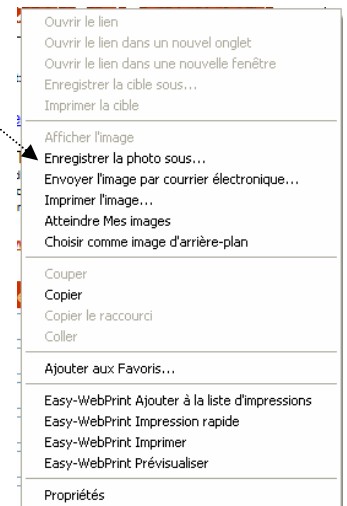 Ouvrir le lien
Ouvrir le lien dans un nouvel onglet
Ouvrir le lien dans une nouvelle fenêtre
Enregistrer la cible sous...
Imprimer la cible
Afficher l'image
Enregistrer la photo sous...
Envoyer l'image par courrier électronique...
Imprimer l'image...
Atteindre Mes images
Choisir comme image d'arrière-plan
Couper
Copier
Copier le raccourci
Coller
Ajouter aux Favoris...
Easy-WebPrint Ajouter à la liste d'impressions
Easy-WebPrint Impression rapide
Easy-WebPrint Imprimer
Easy-WebPrint Prévisualiser
Propriétés